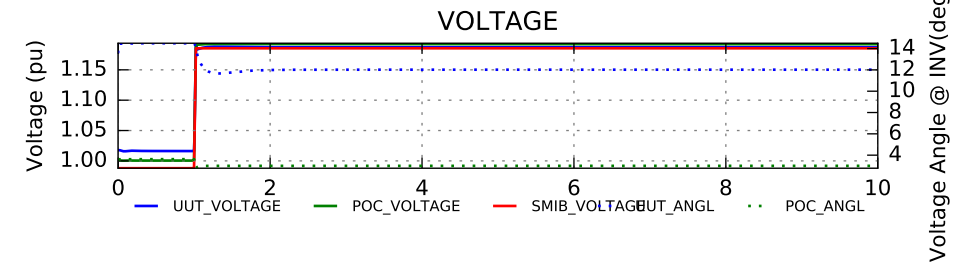 VOLTAGE
Voltage (pu)
1.15
1.10
1.05
1.00
14
12
10
8
6
4
Voltage Angle @ INV(deg
0 2 4 6 8 10
UUT_VOLTAGE POC_VOLTAGE SMIB_VOLTAGE UUT_ANGL POC_ANGL